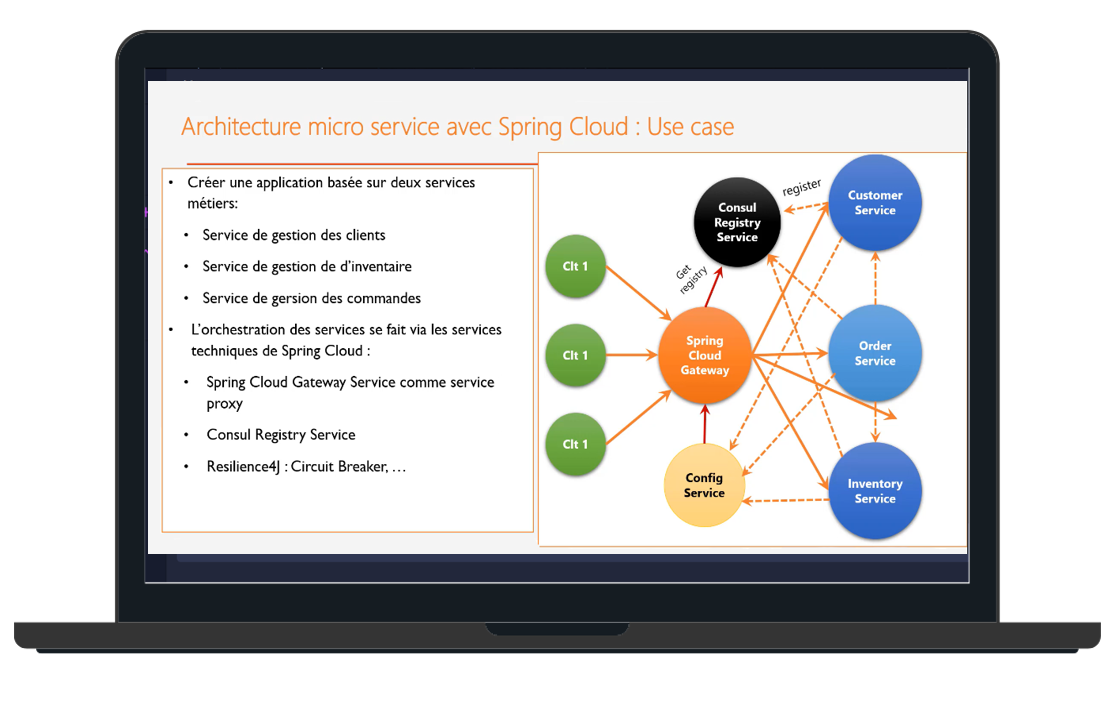 Architecture micro service avec Spring Cloud : Use case
• Créer une application basée sur deux services
métiers:
• Service de gestion des clients
• Service de gestion de d’inventaire
• Service de gersion des commandes
• L’orchestration des services se fait via les services
techniques de Spring Cloud :
• Spring Cloud Gateway Service comme service
proxy
• Consul Registry Service
• Resilience4J : Circuit Breaker, …
Clt 1
Clt 1
Clt 1
Consul
Registry
Service
register
Customer
Service
Get
registry
Spring
Cloud
Gateway
Order
Service
Config
Service
Inventory
Service